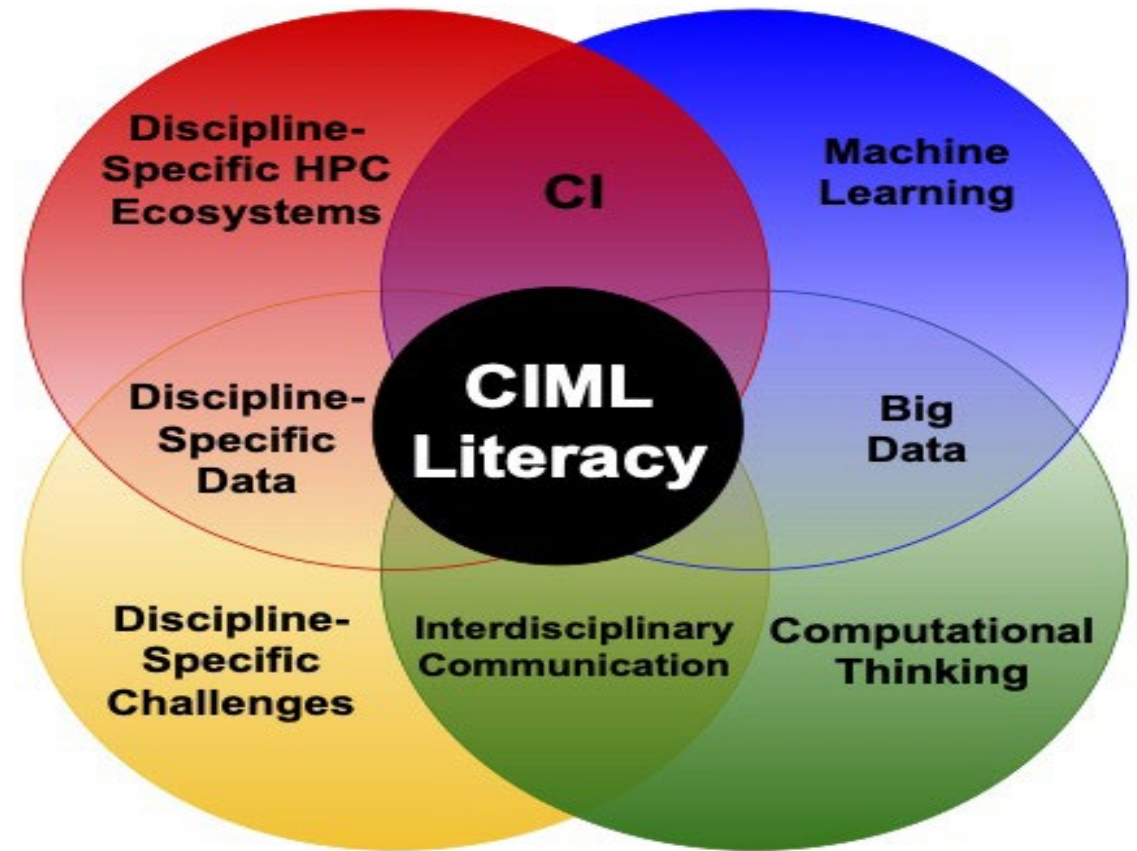 Discipline-
Specific HPC
Ecosystems
CI
Machine
Learning
Discipline-
Specific
Data
CIML
Literacy
Big
Data
Discipline-
Specific
Challenges
Interdisciplinary
Communication
Computational
Thinking